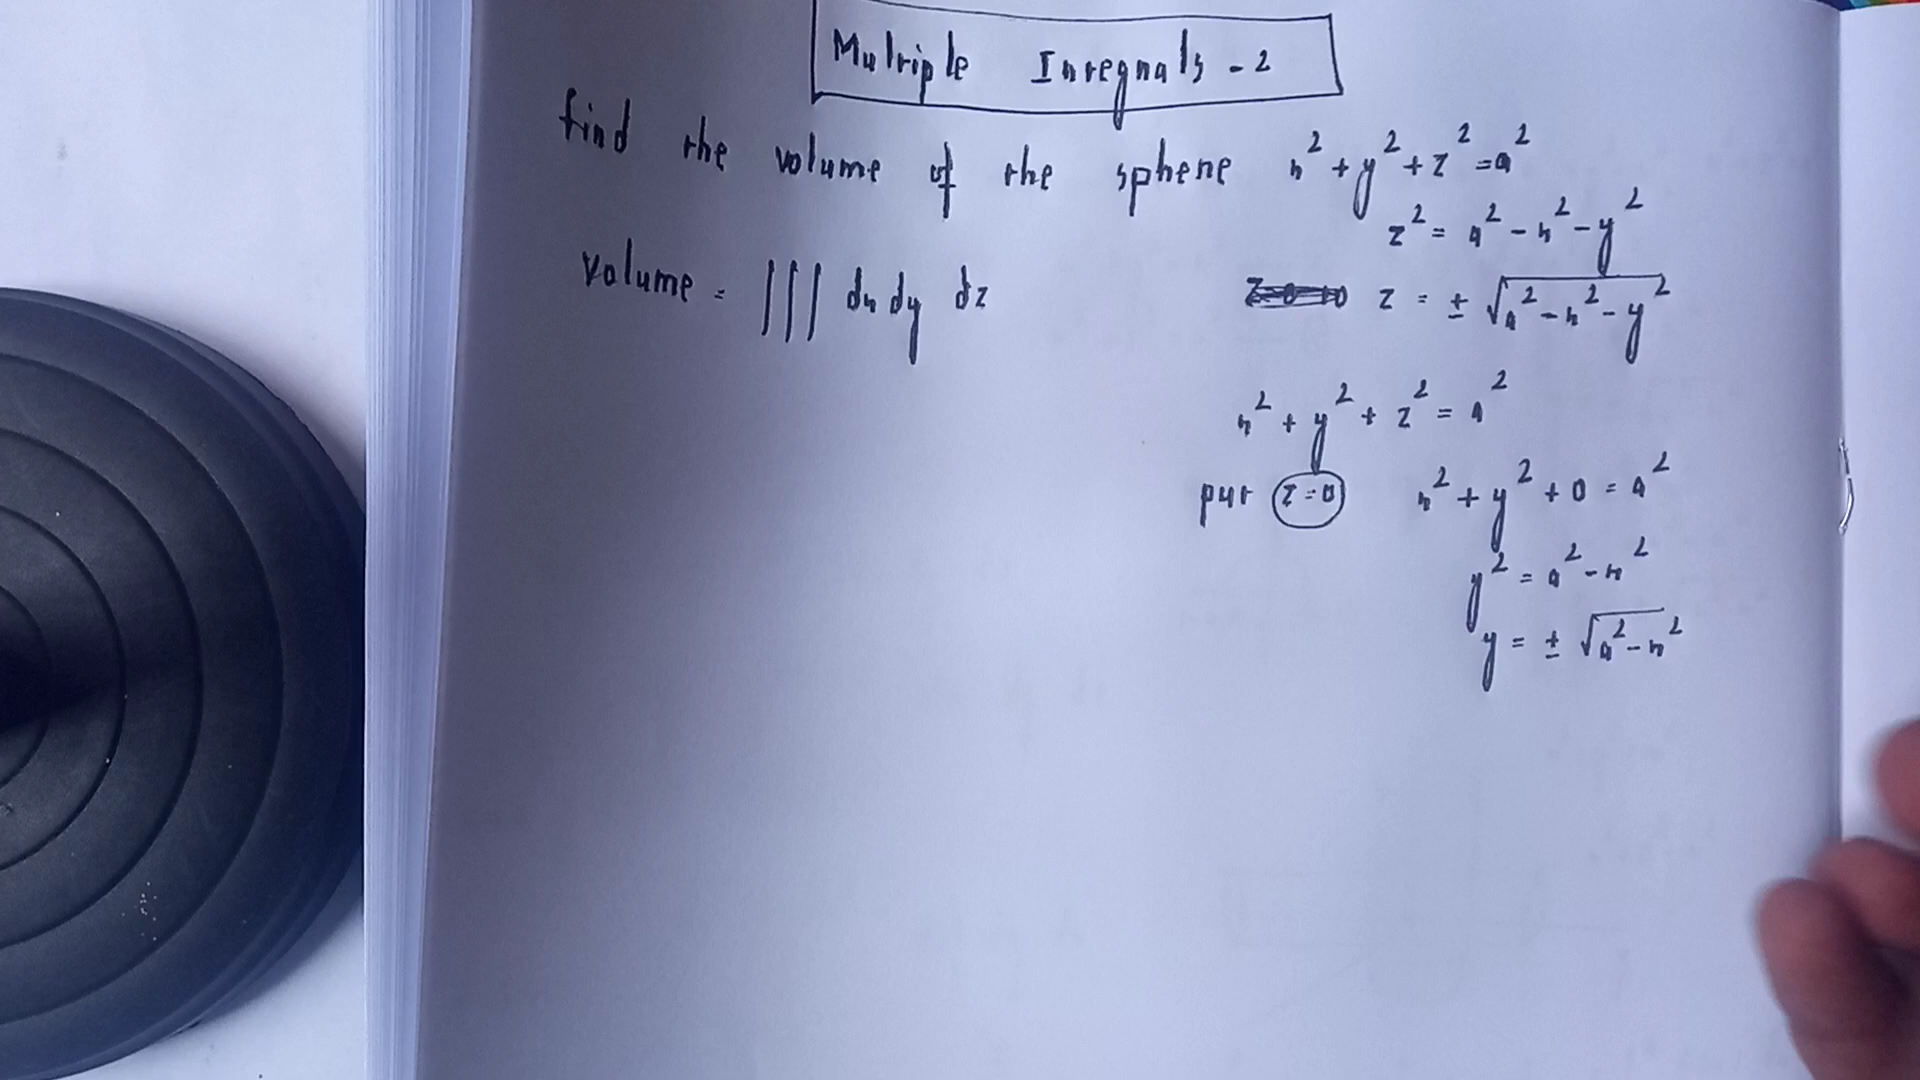 Multiple Integrals - 2
find the volume of the sphere x² + y² + z² = a²
z² = a² - x² - y²
volume = ∫∫∫ dx dy dz
z = ± √a² - x² - y²
x² + y² + z² = a²
put z = 0 x² + y² + 0 = a²
y² = a² - x²
y = ± √a² - x²